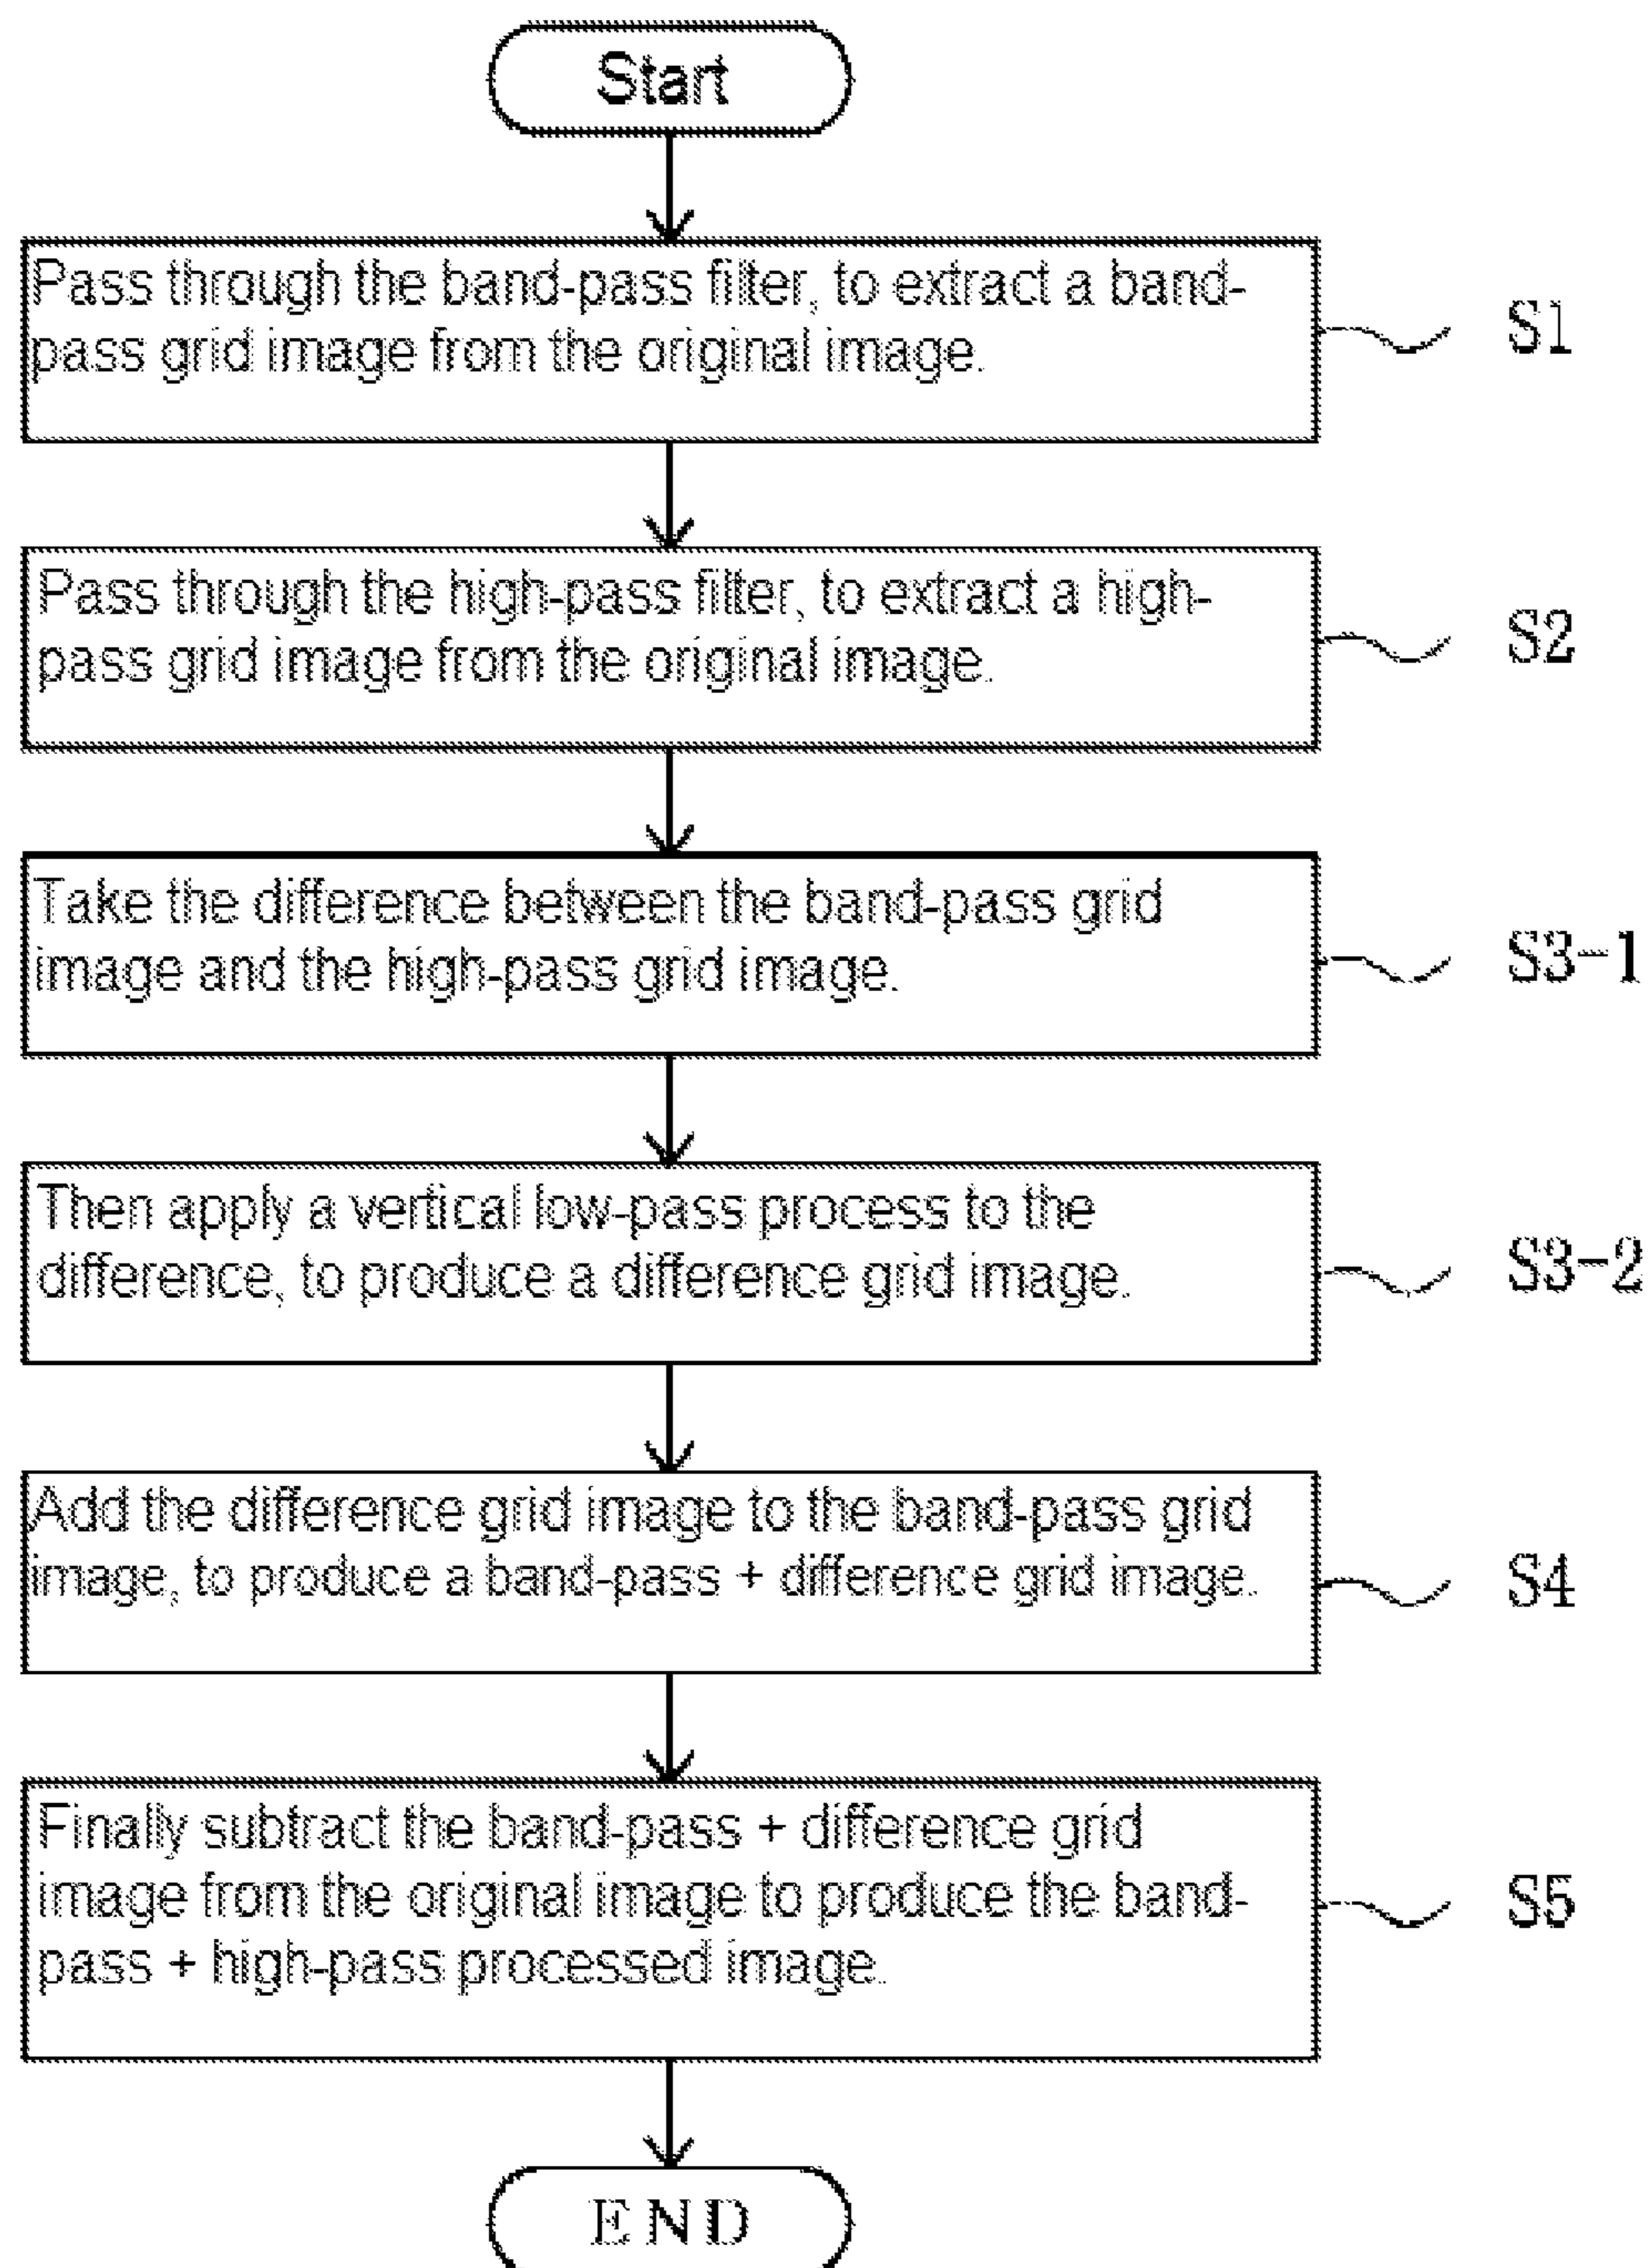 Start
Pass through the band-pass filter, to extract a band-
pass grid image from the original image.
S1
Pass through the high-pass filter, to extract a high-
pass grid image from the original image.
S2
Take the difference between the band-pass grid
image and the high-pass grid image.
S3-1
Then apply a vertical low-pass process to the
difference, to produce a difference grid image.
S3-2
Add the difference grid image to the band-pass grid
image, to produce a band-pass + difference grid image.
S4
Finally subtract the band-pass + difference grid
image from the original image to produce the band-
pass + high-pass processed image.
S5
END